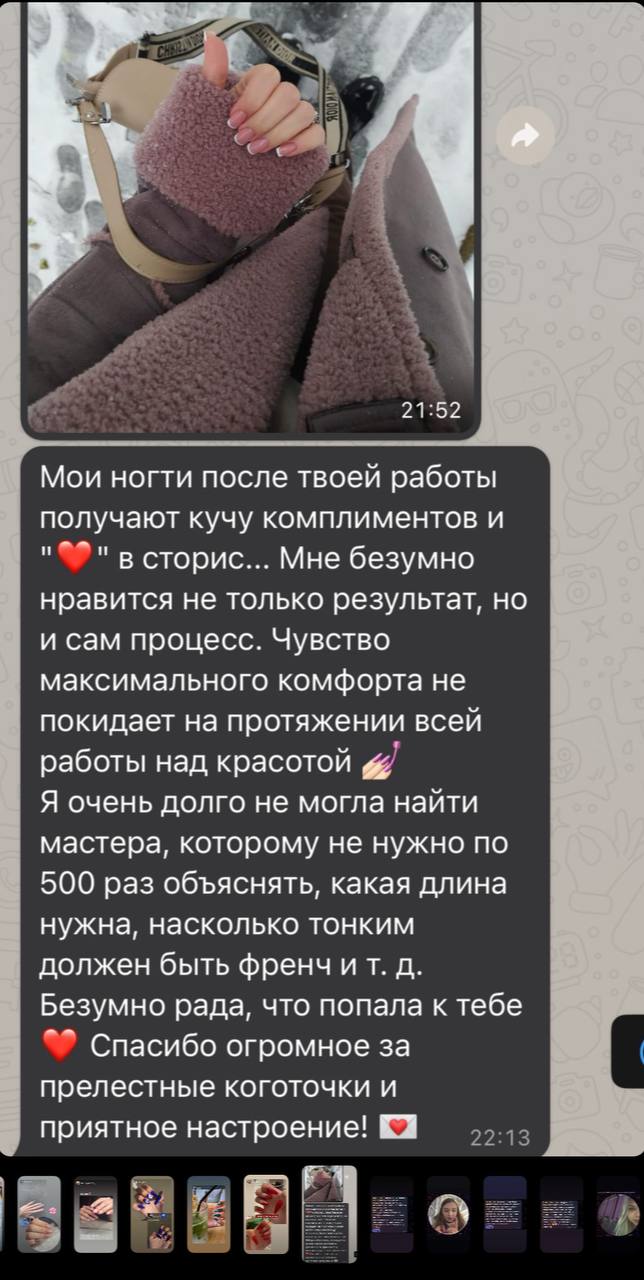 CHRISTIAN DIOR
21:52
Мои ногти после твоей работы
получают кучу комплиментов и
"❤️" в сторис... Мне безумно
нравится не только результат, но
и сам процесс. Чувство
максимального комфорта не
покидает на протяжении всей
работы над красотой 💅🏼
Я очень долго не могла найти
мастера, которому не нужно по
500 раз объяснять, какая длина
нужна, насколько тонким
должен быть френч и т. д.
Безумно рада, что попала к тебе
❤️ Спасибо огромное за
прелестные коготочки и
приятное настроение! 💌
22:13